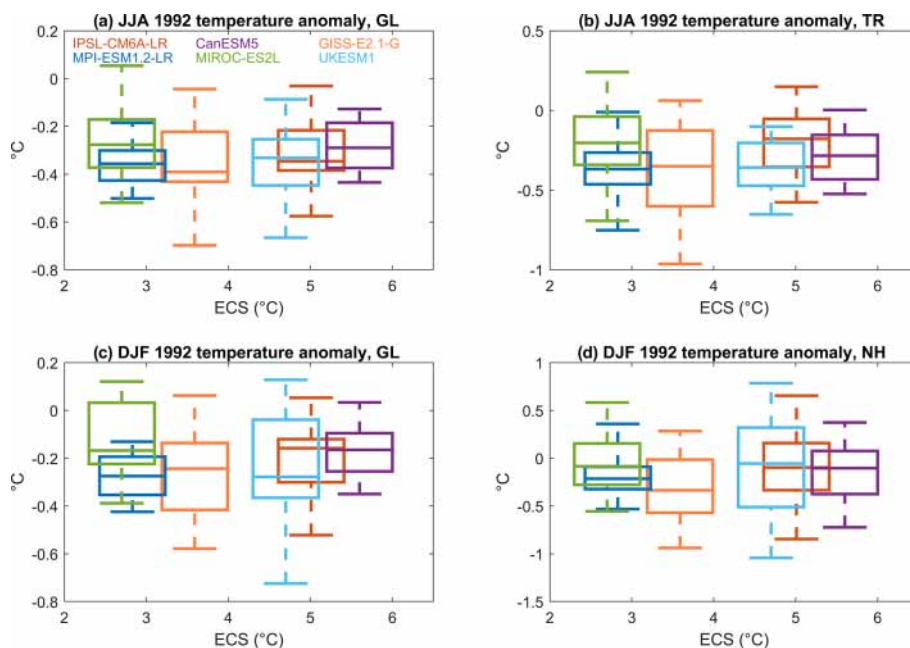 (a) JJA 1992 temperature anomaly, GL
IPSL-CM6A-LR CanESM5 GISS-E2.1-G
MPI-ESM1.2-LR MIROC-ES2L UKESM1
0.2
0
-0.2
-0.4
-0.6
-0.8
°C
2 3 4 5 6
ECS (°C)
(b) JJA 1992 temperature anomaly, TR
0.5
0
-0.5
-1
°C
2 3 4 5 6
ECS (°C)
(c) DJF 1992 temperature anomaly, GL
0.2
0
-0.2
-0.4
-0.6
-0.8
°C
2 3 4 5 6
ECS (°C)
(d) DJF 1992 temperature anomaly, NH
1
0.5
0
-0.5
-1
-1.5
°C
2 3 4 5 6
ECS (°C)